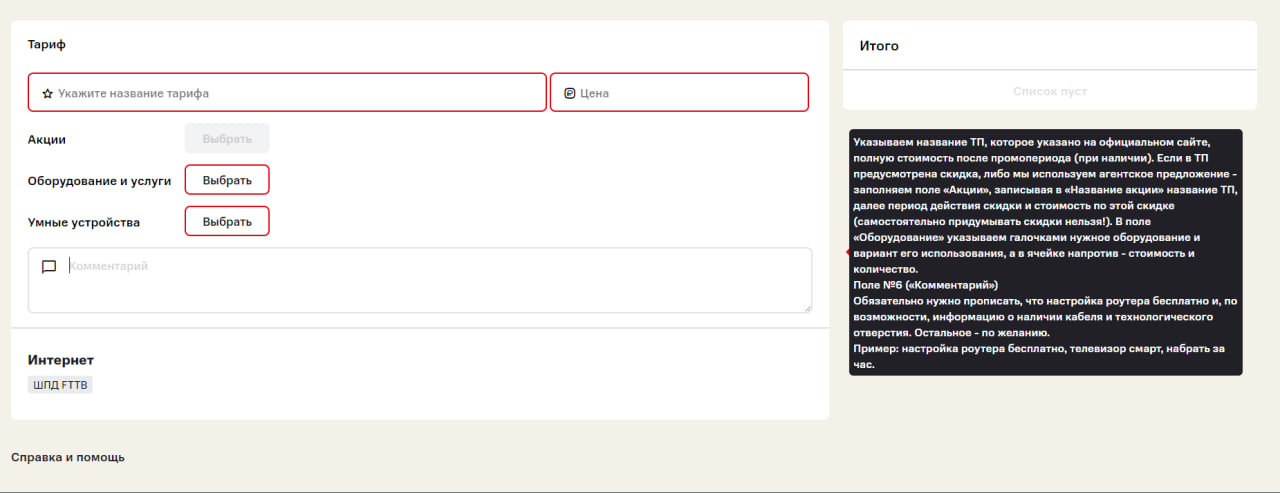 Тариф
Укажите название тарифа
Цена
Акции
Выбрать
Оборудование и услуги
Выбрать
Умные устройства
Выбрать
Комментарий
Интернет
ШПД FTTB
Справка и помощь
Итого
Список пуст
Указываем название ТП, которое указано на официальном сайте,
полную стоимость после промопериода (при наличии). Если в ТП
предусмотрена скидка, либо мы используем агентское предложение -
заполняем поле «Акции», записывая в «Название акции» название ТП,
далее период действия скидки и стоимость по этой скидке
(самостоятельно придумывать скидки нельзя!). В поле
«Оборудование» указываем галочками нужное оборудование и
вариант его использования, а в ячейке напротив - стоимость и
количество.
Поле №6 («Комментарий»)
Обязательно нужно прописать, что настройка роутера бесплатно и, по
возможности, информацию о наличии кабеля и технологического
отверстия. Остальное - по желанию.
Пример: настройка роутера бесплатно, телевизор смарт, набрать за
час.